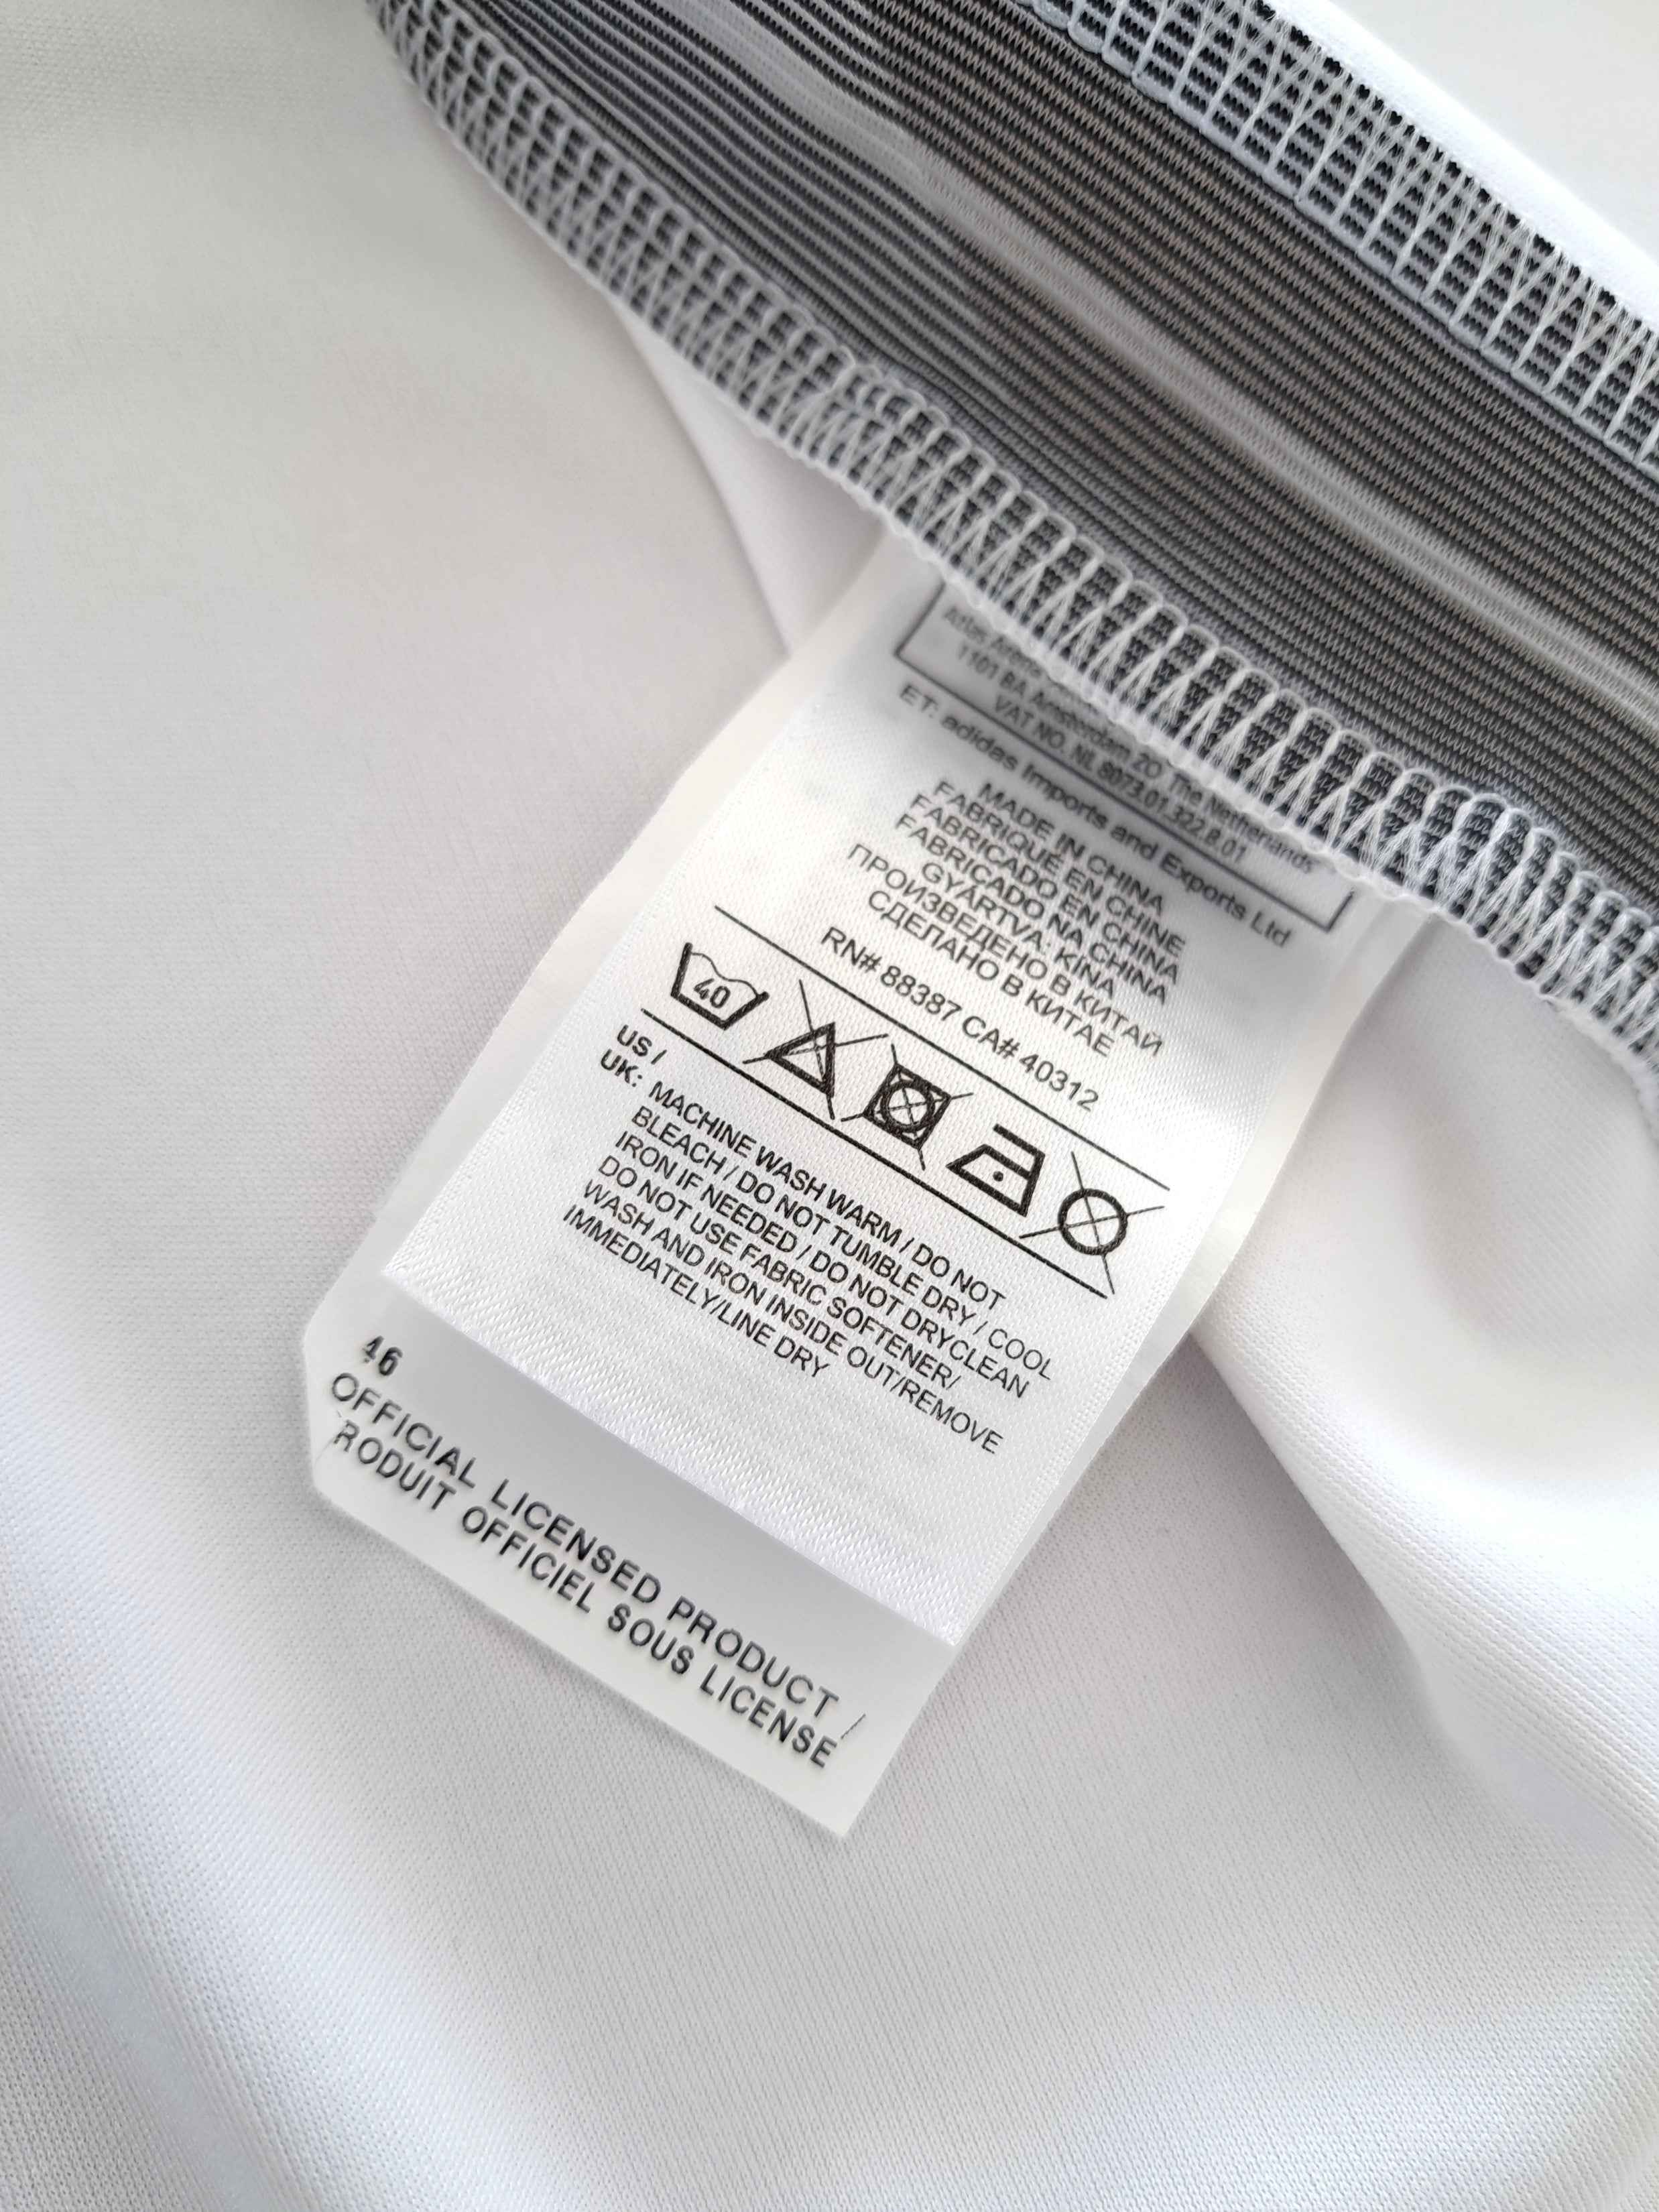 1101 BA Amsterdam ZO The Netherlands
VAT NO. NL 8073.01.322.B.01
ET: adidas Imports and Exports Ltd
MADE IN CHINA
FABRIQUÉ EN CHINE
FABRICADO EN CHINA
FABRICADO NA CHINA
GYÁRTVA: KÍNA
ПРОИЗВЕДЕНО В КИТАЙ
СДЕЛАНО В КИТАЕ
RN# 88387 CA# 40312
40
US /
UK: MACHINE WASH WARM / DO NOT
BLEACH / DO NOT TUMBLE DRY / COOL
IRON IF NEEDED / DO NOT DRYCLEAN
DO NOT USE FABRIC SOFTENER/
WASH AND IRON INSIDE OUT/REMOVE
IMMEDIATELY/LINE DRY
46
OFFICIAL LICENSED PRODUCT /
RODUIT OFFICIEL SOUS LICENSE